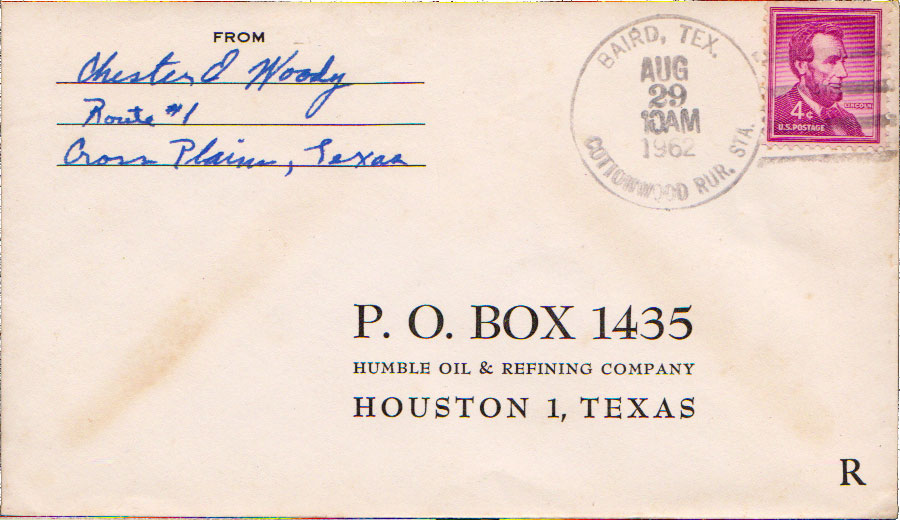 FROM
Chester O Woody
Route #1
Cross Plains, Texas
BAIRD, TEX.
AUG
29
10AM
1962
COTTONWOOD RUR. STA.
LINCOLN
4¢
U.S. POSTAGE
P. O. BOX 1435
HUMBLE OIL & REFINING COMPANY
HOUSTON 1, TEXAS
R